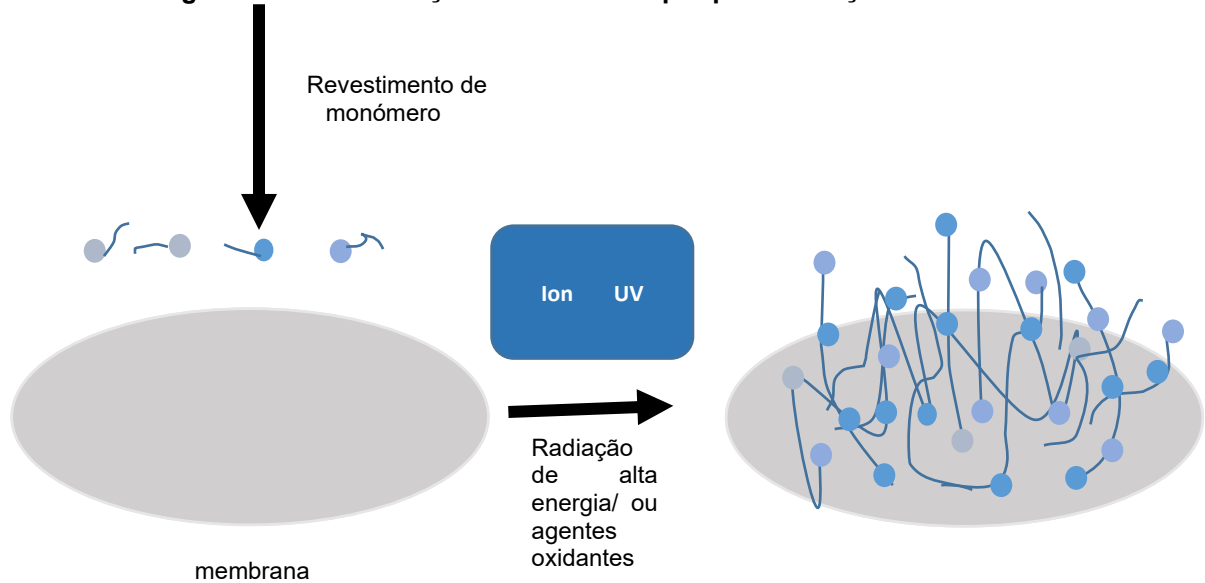 Revestimento de
monómero
Ion UV
Radiação
de alta
energia/ ou
agentes
oxidantes
membrana